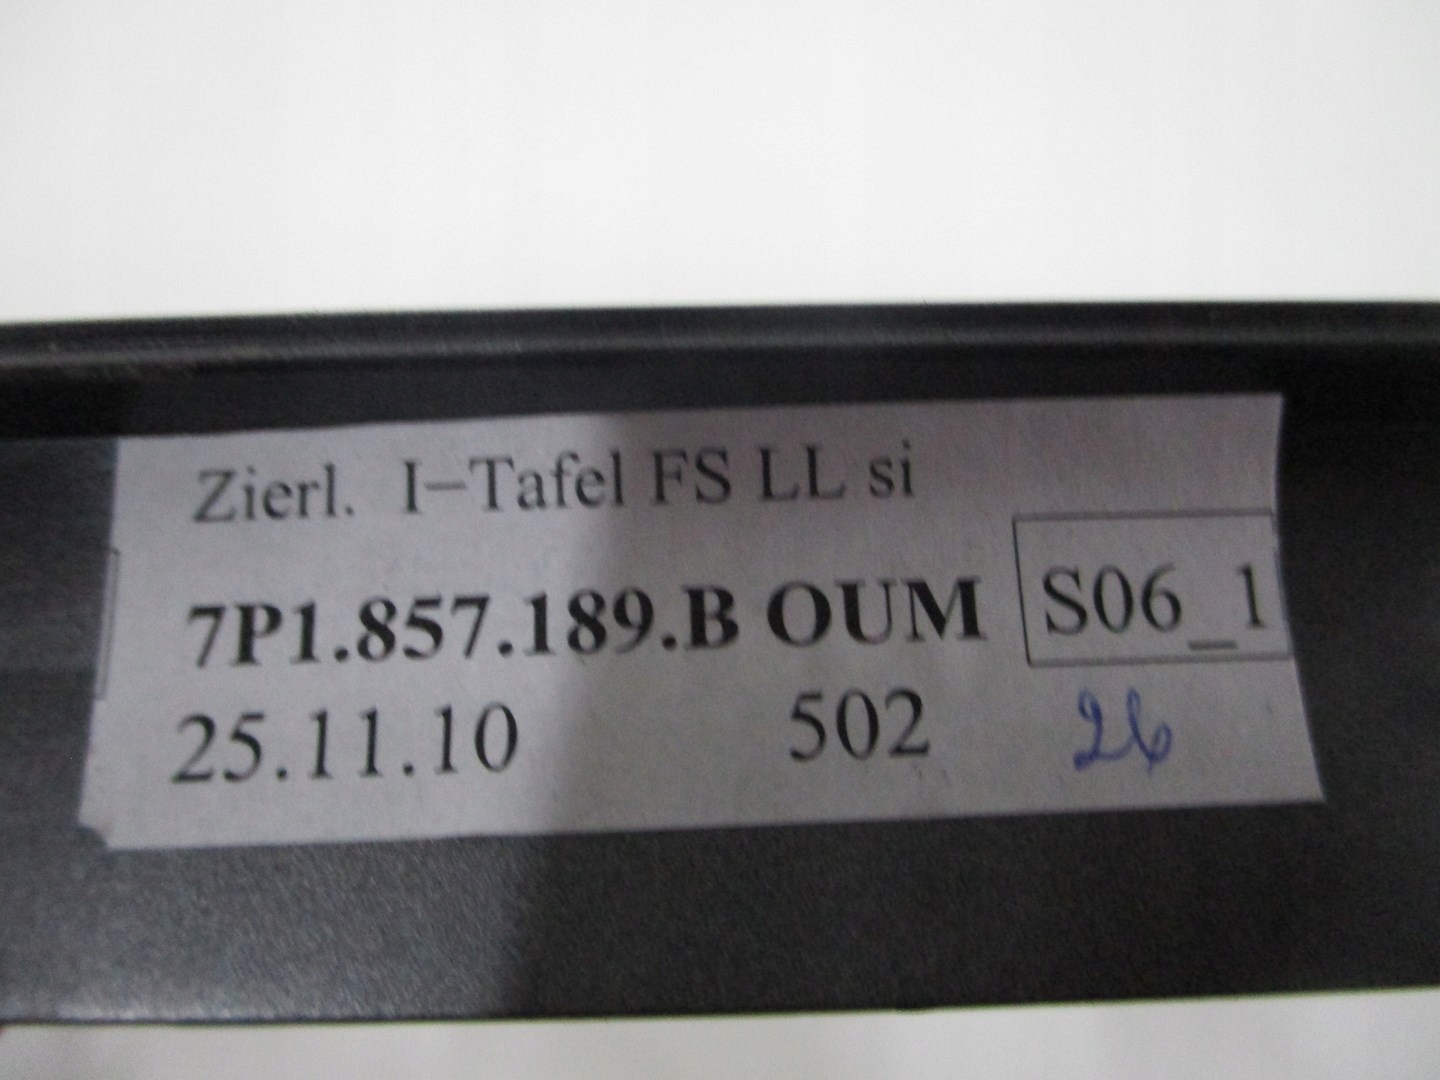 Zierl. I-Tafel FS LL si
7P1.857.189.B OUM S06_1
25.11.10 502 26